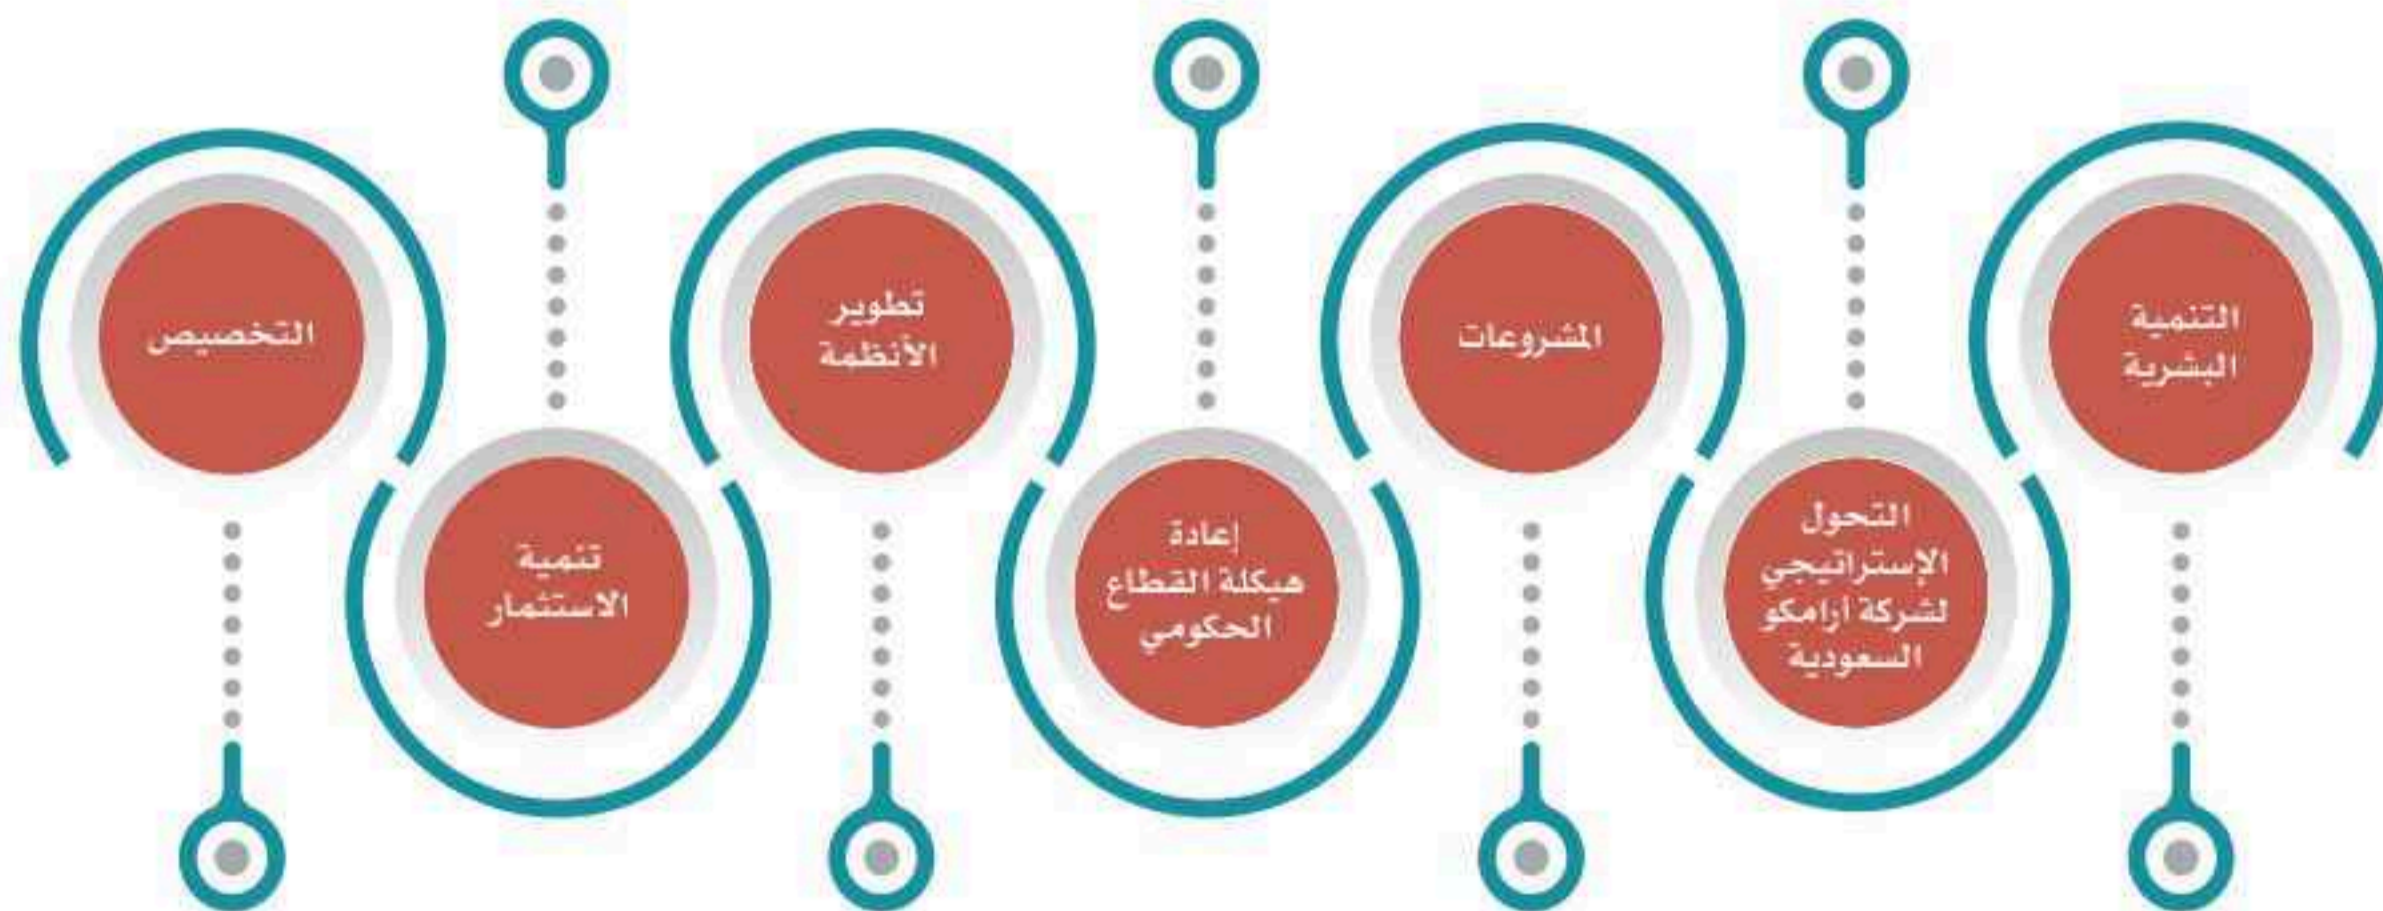 التنمية
البشرية
التحول
الإستراتيجي
لشركة أرامكو
السعودية
المشروعات
إعادة
هيكلة القطاع
الحكومي
تطوير
الأنظمة
تنمية
الاستثمار
التخصيص